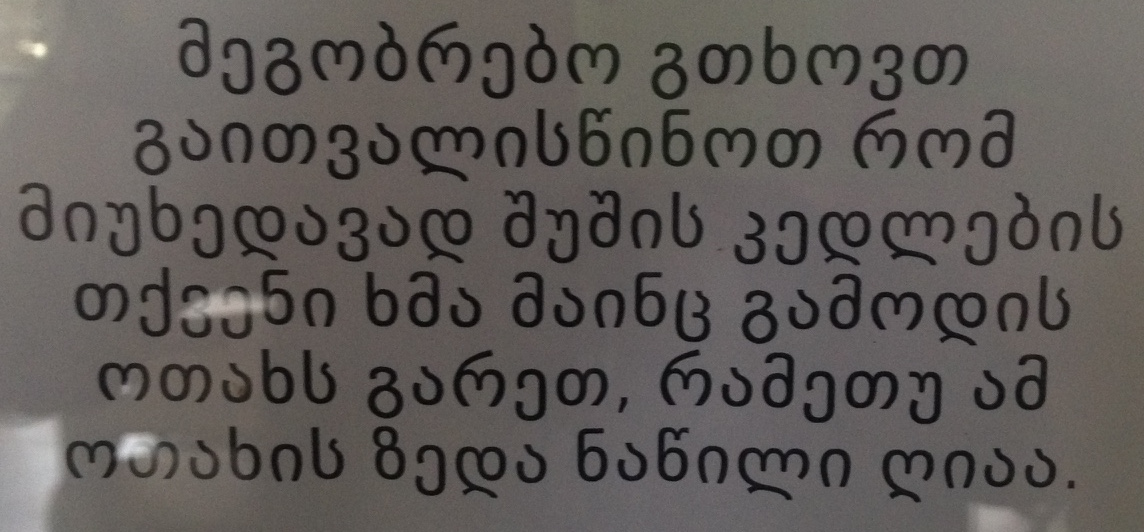 მეგობრებო გთხოვთ
გაითვალისწინოთ რომ
მიუხედავად შუშის კედლების
თქვენი ხმა მაინც გამოდის
ოთახს გარეთ, რამეთუ ამ
ოთახის ზედა ნაწილი ღიაა.